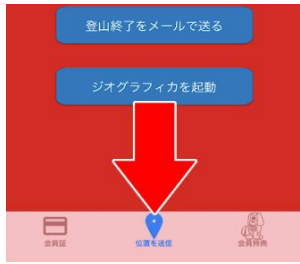 登山終了をメールで送る
ジオグラフィカを起動
会員証
位置を送信
会員特典